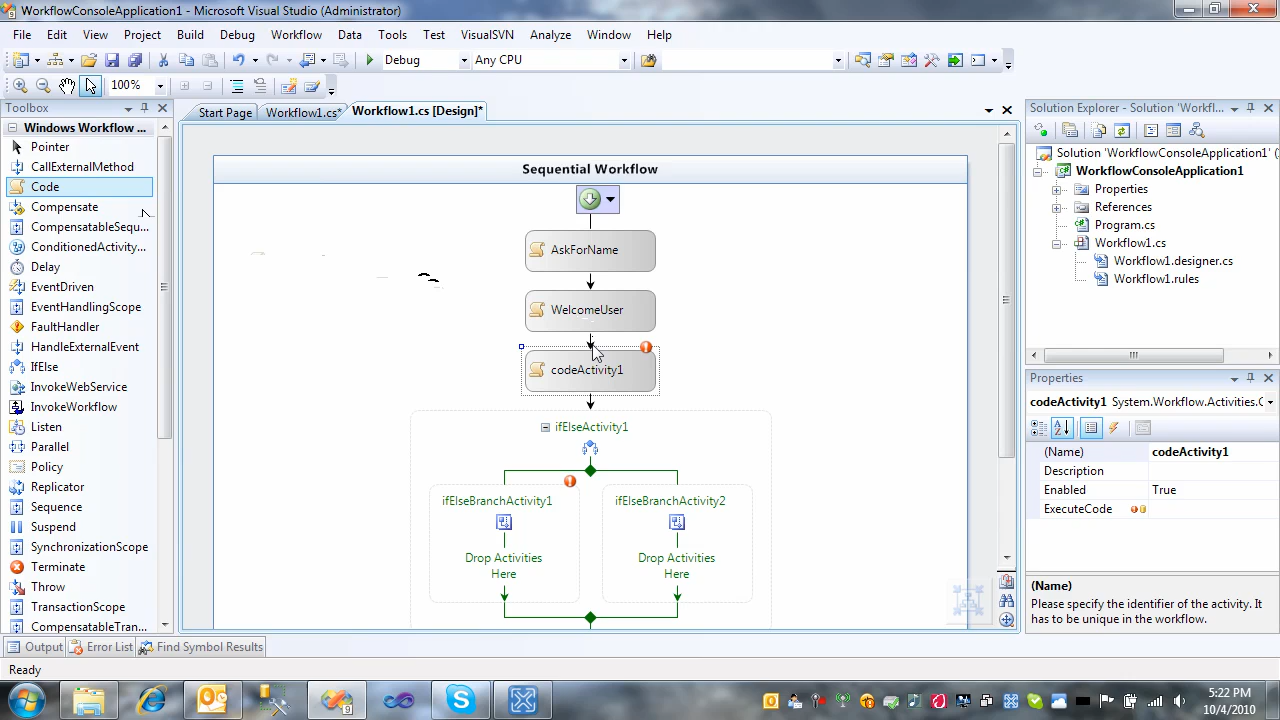 WorkflowConsoleApplication1 - Microsoft Visual Studio (Administrator)
File Edit View Project Build Debug Workflow Data Tools Test VisualSVN Analyze Window Help
Debug Any CPU
100%
Toolbox
Windows Workflow ...
Pointer
CallExternalMethod
Code
Compensate
CompensatableSequ...
ConditionedActivity...
Delay
EventDriven
EventHandlingScope
FaultHandler
HandleExternalEvent
IfElse
InvokeWebService
InvokeWorkflow
Listen
Parallel
Policy
Replicator
Sequence
Suspend
SynchronizationScope
Terminate
Throw
TransactionScope
CompensatableTran...
Start Page Workflow1.cs* Workflow1.cs [Design]*
Sequential Workflow
AskForName
WelcomeUser
codeActivity1
ifElseActivity1
ifElseBranchActivity1 ifElseBranchActivity2
Drop Activities Here
Drop Activities Here
Solution Explorer - Solution 'Workfl...
Solution 'WorkflowConsoleApplication1' (
WorkflowConsoleApplication1
Properties
References
Program.cs
Workflow1.cs
Workflow1.designer.cs
Workflow1.rules
Properties
codeActivity1 System.Workflow.Activities.C
(Name) codeActivity1
Description
Enabled True
ExecuteCode
(Name)
Please specify the identifier of the activity. It
has to be unique in the workflow.
Output Error List Find Symbol Results
Ready
5:22 PM
10/4/2010